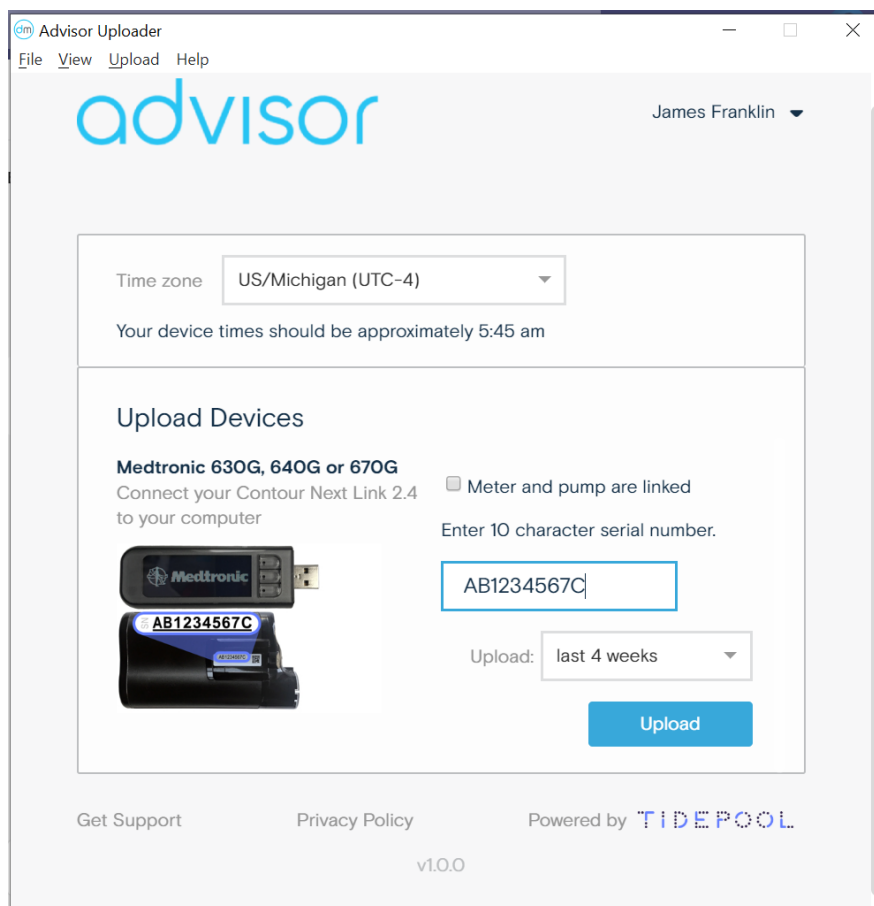 dm Advisor Uploader
File View Upload Help
advisor
James Franklin
Time zone US/Michigan (UTC-4)
Your device times should be approximately 5:45 am
Upload Devices
Medtronic 630G, 640G or 670G
Connect your Contour Next Link 2.4
to your computer
Medtronic
SN AB1234567C
AB1234567C
Meter and pump are linked
Enter 10 character serial number.
AB1234567C
Upload: last 4 weeks
Upload
Get Support Privacy Policy Powered by TIDEPOOL
v1.0.0